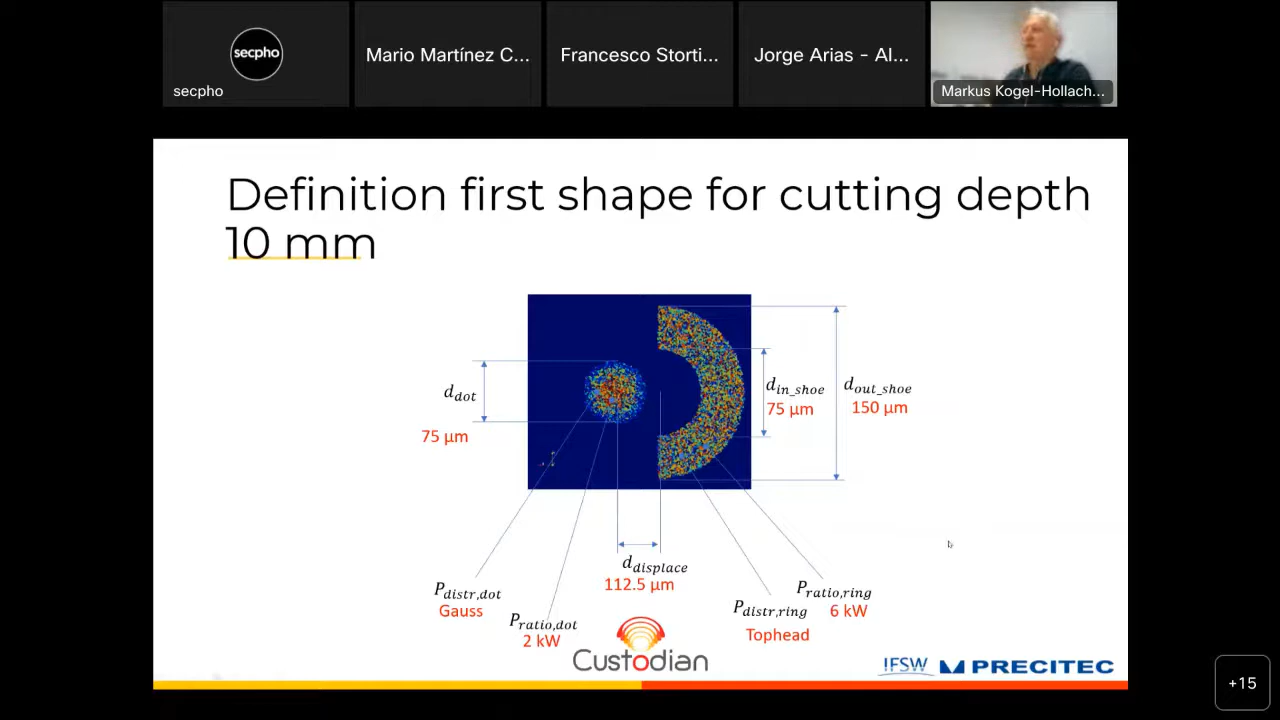 secpho
secpho
Mario Martínez C...
Francesco Storti...
Jorge Arias - Al...
Markus Kogel-Hollach...
Definition first shape for cutting depth
10 mm
d_dot
75 µm
d_in_shoe
75 µm
d_out_shoe
150 µm
d_displace
112.5 µm
P_distr,dot
Gauss
P_ratio,dot
2 kW
P_distr,ring
Tophead
P_ratio,ring
6 kW
Custodian
IFSW
PRECITEC
+15